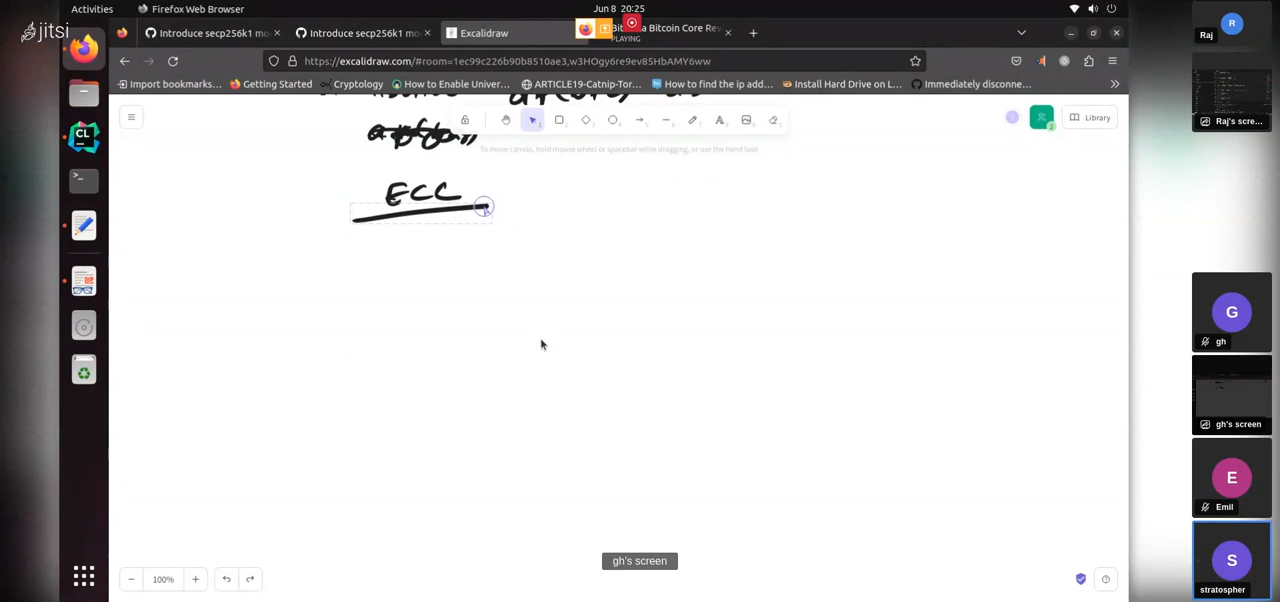 Activities
Firefox Web Browser
Jun 8 20:25
jitsi
Introduce secp256k1 mo
×
Introduce secp256k1 mo
×
Excalidraw
Bitcoin Core Rev
PLAYING
×
+
https://excalidraw.com/#room=1ec99c226b90b8510ae3,w3HOgy6re9ev85HbAMY6ww
Import bookmarks...
Getting Started
Cryptology
How to Enable Univer...
ARTICLE19-Catnip-Tor...
How to find the ip add...
Install Hard Drive on L...
Immediately disconne...
Library
To move canvas, hold mouse wheel or spacebar while dragging, or use the hand tool
ECC
100%
gh's screen
R
Raj
Raj's scre...
G
gh
gh's screen
E
Emil
S
stratospher